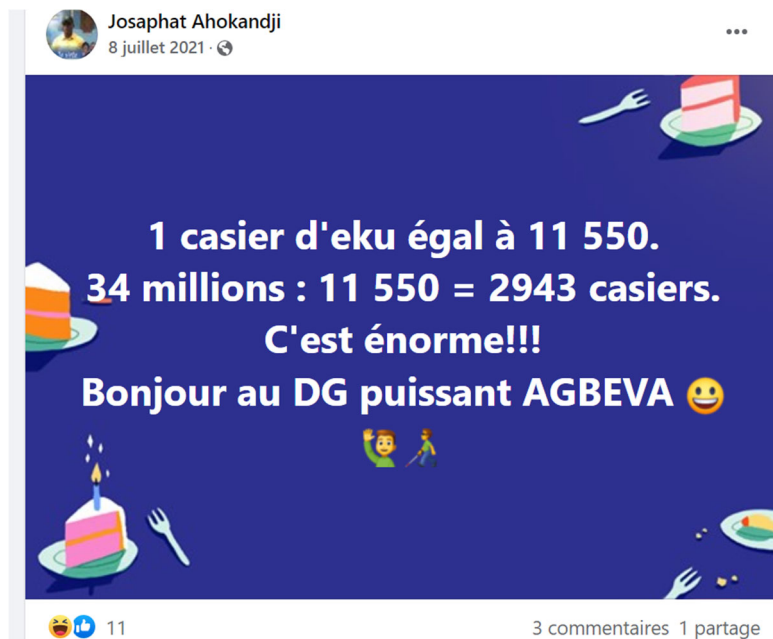 Josaphat Ahokandji
8 juillet 2021 ·
1 casier d'eku égal à 11 550.
34 millions : 11 550 = 2943 casiers.
C'est énorme!!!
Bonjour au DG puissant AGBEVA 😀
🙋‍♂️👨‍🦯
11
3 commentaires 1 partage